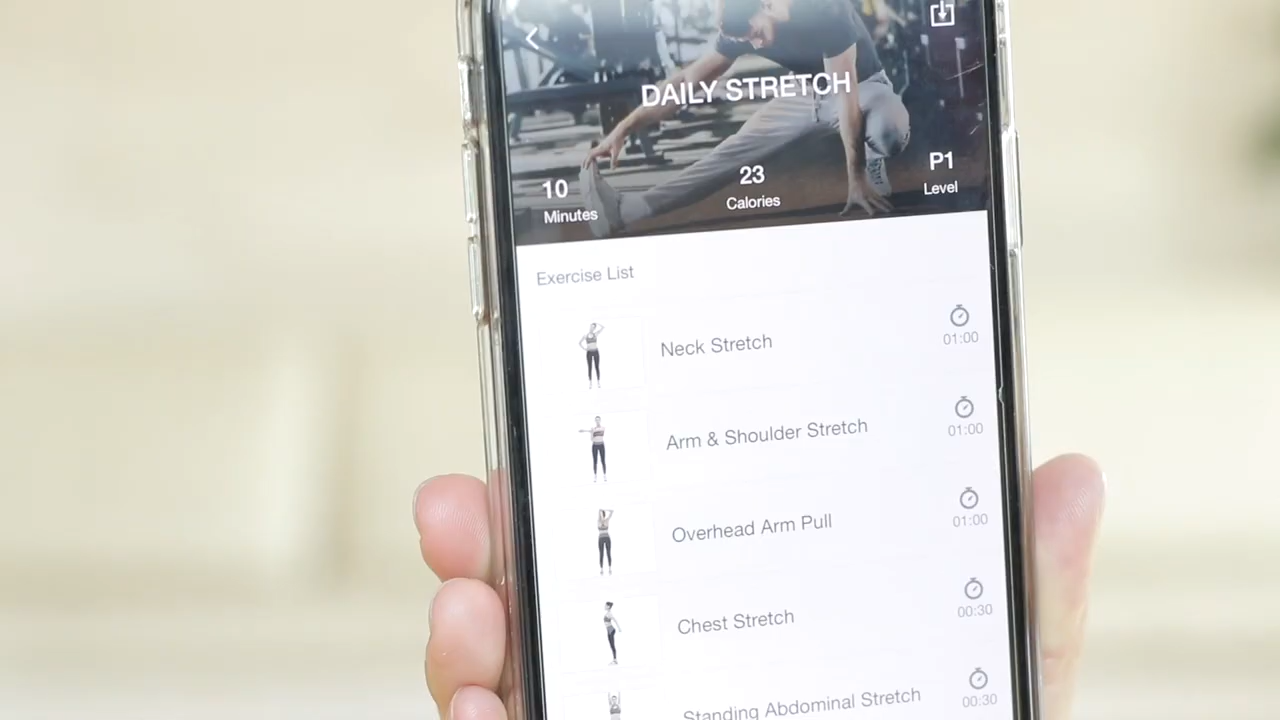 DAILY STRETCH
10
Minutes
23
Calories
P1
Level
Exercise List
Neck Stretch
01:00
Arm & Shoulder Stretch
01:00
Overhead Arm Pull
01:00
Chest Stretch
00:30
Standing Abdominal Stretch
00:30